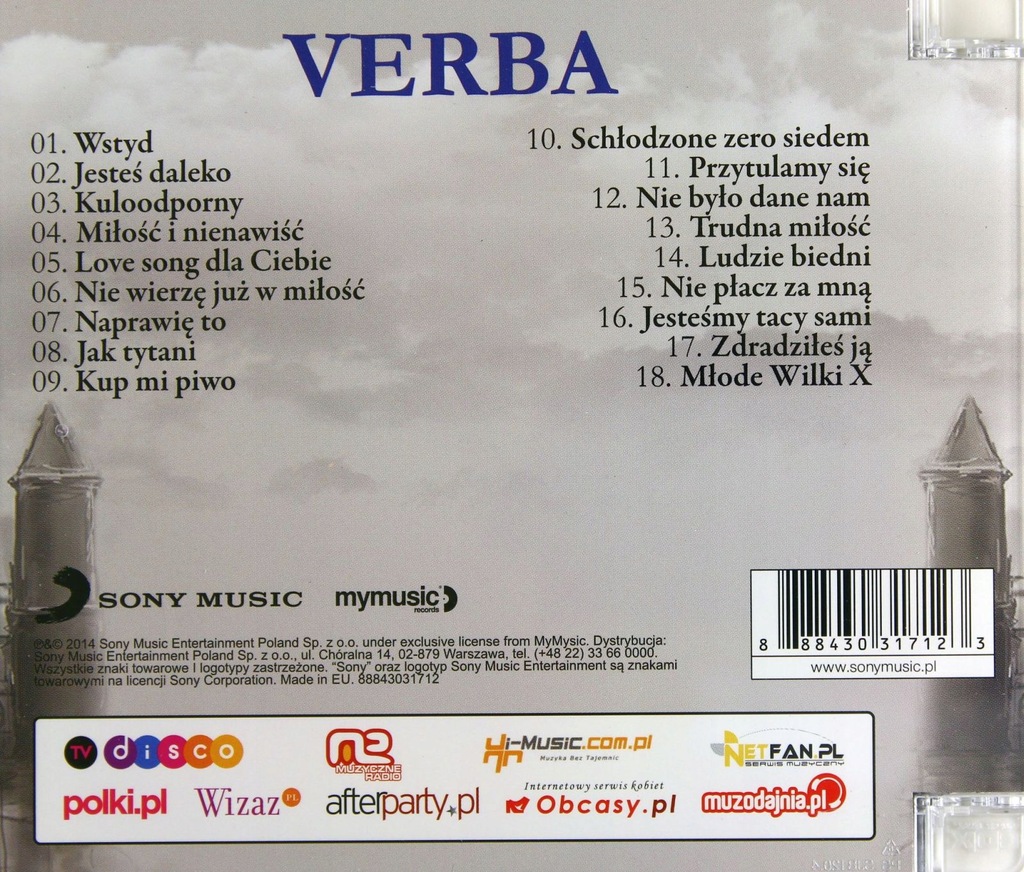 VERBA
01. Wstyd
02. Jesteś daleko
03. Kuloodporny
04. Miłość i nienawiść
05. Love song dla Ciebie
06. Nie wierzę już w miłość
07. Naprawię to
08. Jak tytani
09. Kup mi piwo
10. Schłodzone zero siedem
11. Przytulamy się
12. Nie było dane nam
13. Trudna miłość
14. Ludzie biedni
15. Nie płacz za mną
16. Jesteśmy tacy sami
17. Zdradziłeś ją
18. Młode Wilki X
SONY MUSIC
mymusic
records
℗&© 2014 Sony Music Entertainment Poland Sp. z o.o. under exclusive license from MyMysic. Dystrybucja:
Sony Music Entertainment Poland Sp. z o.o., ul. Chóralna 14, 02-879 Warszawa, tel. (+48 22) 33 66 0000.
Wszystkie znaki towarowe I logotypy zastrzeżone. "Sony" oraz logotyp Sony Music Entertainment są znakami
towarowymi na licencji Sony Corporation. Made in EU. 88843031712
8 88430 31712 3
www.sonymusic.pl
TV disco
MUZYCZNE
RADIO
Hi-Music.com.pl
Muzyka Bez Tajemnic
NETFAN.PL
SERWIS MUZYCZNY
polki.pl
Wizaz PL
afterparty.pl
Internetowy serwis kobiet
Obcasy.pl
muzodajnia.pl